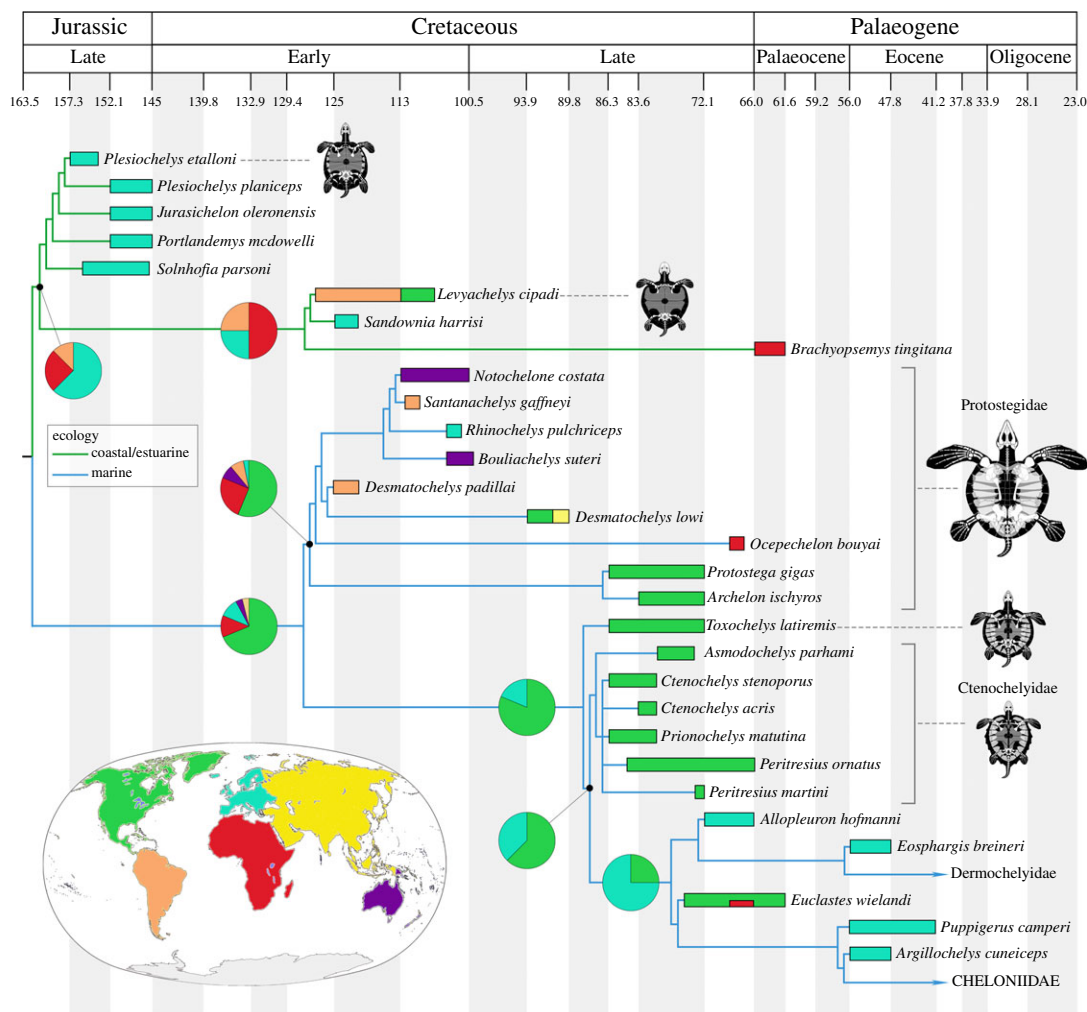 Jurassic Cretaceous Palaeogene
Late Early Late Palaeocene Eocene Oligocene
163.5 157.3 152.1 145 139.8 132.9 129.4 125 113 100.5 93.9 89.8 86.3 83.6 72.1 66.0 61.6 59.2 56.0 47.8 41.2 37.8 33.9 28.1 23.0
Plesiochelys etalloni
Plesiochelys planiceps
Jurasichelon oleronensis
Portlandemys mcdowelli
Solnhofia parsoni
Levyachelys cipadi
Sandownia harrisi
Brachyopsemys tingitana
Notochelone costata
Santanachelys gaffneyi
Protostegidae
Rhinochelys pulchriceps
ecology
coastal/estuarine
marine
Bouliachelys suteri
Desmatochelys padillai
Desmatochelys lowi
Ocepechelon bouyai
Protostega gigas
Archelon ischyros
Toxochelys latiremis
Asmodochelys parhami
Ctenochelys stenoporus
Ctenochelyidae
Ctenochelys acris
Prionochelys matutina
Peritresius ornatus
Peritresius martini
Allopleuron hofmanni
Eosphargis breineri
Dermochelyidae
Euclastes wielandi
Puppigerus camperi
Argillochelys cuneiceps
CHELONIIDAE